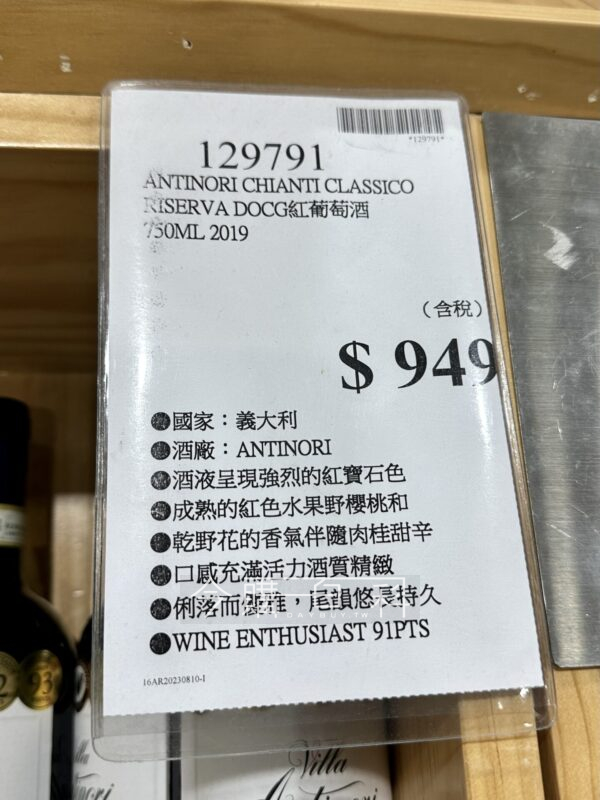 *129791*
129791
ANTINORI CHIANTI CLASSICO
RISERVA DOCG紅葡萄酒
750ML 2019
（含稅）
$ 949
●國家：義大利
●酒廠：ANTINORI
●酒液呈現強烈的紅寶石色
●成熟的紅色水果野櫻桃和
●乾野花的香氣伴隨肉桂甜辛
●口感充滿活力酒質精緻
●俐落而優雅，尾韻悠長持久
●WINE ENTHUSIAST 91PTS
16AR20230810-I
2
93
Villa
Antinori